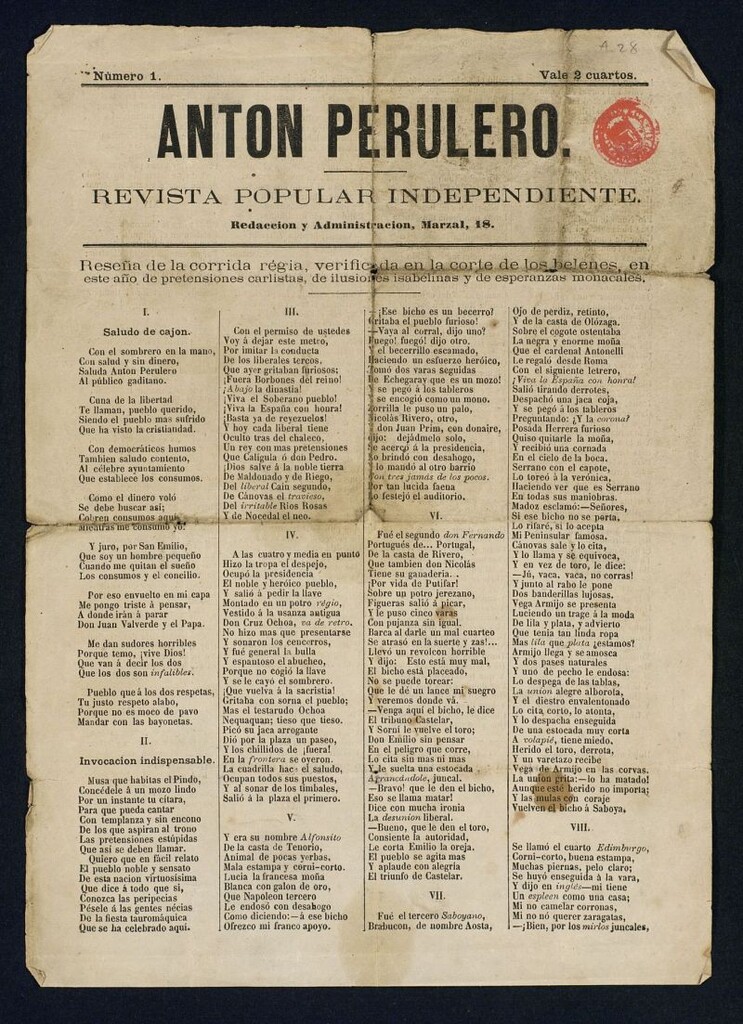 Número 1.
Vale 2 cuartos.
ANTON PERULERO.
REVISTA POPULAR INDEPENDIENTE.
Redaccion y Administracion, Marzal, 18.
Reseña de la corrida régia, verificada en la corte de los belenes, en
este año de pretensiones carlistas, de ilusiones isabelinas y de esperanzas monacales.
I.
Saludo de cajon.
Con el sombrero en la mano,
Con salud y sin dinero,
Saluda Anton Perulero
Al público gaditano.
Cuna de la libertad
Te llaman, pueblo querido,
Siendo el pueblo mas sufrido
Que ha visto la cristiandad.
Con democráticos humos
Tambien saludo contento,
Al célebre ayuntamiento
Que establece los consumos.
Como el dinero voló
Se debe buscar asi;
Cobren consumos aquí
mientras me consumo yo!
Y juro, por San Emilio,
Que soy un hombre pequeño
Cuando me quitan el sueño
Los consumos y el concilio.
Por eso envuelto en mi capa
Me pongo triste á pensar,
A donde irán á parar
Don Juan Valverde y el Papa.
Me dan sudores horribles
Porque temo, ¡vive Dios!
Que van á decir los dos
Que los dos son infalibles.
Pueblo que á los dos respetas,
Tu justo respeto alabo,
Porque no es moco de pavo
Mandar con las bayonetas.
II.
Invocacion indispensable.
Musa que habitas el Pindo,
Concédele á un mozo lindo
Por un instante tu cítara,
Para que pueda cantar
Con templanza y sin encono
De los que aspiran al trono
Las pretensiones estúpidas
Que asi se deben llamar.
Quiero que en fácil relato
El pueblo noble y sensato
De esta nacion virtuosísima
Que dice á todo que si,
Conozca las peripecias
Pésele á las gentes nécias
De la fiesta tauromáquica
Que se ha celebrado aqui.
III.
Con el permiso de ustedes
Voy á dejar este metro,
Por imitar la conducta
De los liberales tercos.
Que ayer gritaban furiosos;
¡Fuera Borbones del reino!
¡Abajo la dinastia!
¡Viva el Soberano pueblo!
¡Viva la España con honra!
¡Basta ya de reyezuelos!
Y hoy cada liberal tiene
Oculto tras del chaleco,
Un rey con mas pretensiones
Que Calígula ó don Pedro.
¡Dios salve á la noble tierra
De Maldonado y de Riego,
Del liberal Cain segundo,
De Cánovas el travieso,
Del irritable Rios Rosas
Y de Nocedal el neo.
IV.
A las cuatro y media en punto
Hizo la tropa el despejo,
Ocupó la presidencia
El noble y heróico pueblo,
Y salió á pedir la llave
Montado en un potro régio,
Vestido á la usanza antigua
Don Cruz Ochoa, va de retro.
No hizo mas que presentarse
Y sonaron los cencerros,
Y fué general la bulla
Y espantoso el abucheo,
Porque no cogió la llave
Y se le cayó el sombrero.
¡Que vuelva á la sacristia!
Gritaba con sorna el pueblo;
Mas el testarudo Ochoa
Nequaquan; tieso que tieso.
Picó su jaca arrogante
Dió por la plaza un paseo,
Y los chillidos de ¡fuera!
En la frontera se oyeron.
La cuadrilla hace el saludo,
Ocupan todos sus puestos,
Y al sonar de los timbales,
Salió á la plaza el primero.
V.
Y era su nombre Alfonsito
De la casta de Tenorio,
Animal de pocas yerbas,
Mala estampa y corni-corto.
Lucia la francesa moña
Blanca con galon de oro,
Que Napoleon tercero
Le endosó con desahogo
Como diciendo:—á ese bicho
Ofrezco mi franco apoyo.
¡Ese bicho es un becerro?
Gritaba el pueblo furioso!
—Vaya al corral, dijo uno?
Fuego! fuego! dijo otro.
Y el becerrillo escamado,
Haciendo un esfuerzo heróico,
Tomó dos varas seguidas
De Echegaray que es un mozo!
Y se pegó á los tableros
Y se encogió como un mono.
Zorrilla le puso un palo,
Nicolás Rivero, otro,
Y don Juan Prim, con donaire,
dijo: dejádmelo solo,
Se acercó á la presidencia,
Lo brindó con desahogo,
Y lo mandó al otro barrio
Con tres jamás de los pocos.
Por tan lucida faena
Lo festejó el auditorio.
VI.
Fué el segundo don Fernando
Portugués de... Portugal,
De la casta de Rivero,
Que tambien don Nicolás
Tiene su ganaderia.
¡Por vida de Putifar!
Sobre un potro jerezano,
Figueras salió á picar,
Y le puso cinco varas
Con pujanza sin igual.
Barca al darle un mal cuarteo
Se atrasó en la suerte y zas!...
Llevó un revolcon horrible
Y dijo: Esto está muy mal,
El bicho está placeado,
No se puede torear:
Que le dé un lance mi suegro
Y veremos donde vá.
—Venga aquí el bicho, le dice
El tribuno Castelar,
Y Sorni le vuelve el toro;
Don Emilio sin pensar
En el peligro que corre,
Lo cita sin mas ni mas
Y le suelta una estocada
Arrancándole, juncal.
—Bravo! que le den el bicho,
Eso se llama matar!
Dice con mucha ironia
La desunion liberal.
—Bueno, que le den el toro,
Consiente la autoridad,
Le corta Emilio la oreja.
El pueblo se agita mas
Y aplaude con alegria
El triunfo de Castelar.
VII.
Fué el tercero Saboyano,
Brabucon, de nombre Aosta,
Ojo de perdiz, retinto,
Y de la casta de Olózaga.
Sobre el cogote ostentaba
La negra y enorme moña
Que el cardenal Antonelli
Le regaló desde Roma
Con el siguiente letrero,
¡Viva la España con honra!
Salió tirando derrotes,
Despachó una jaca coja,
Y se pegó á los tableros
Preguntando: ¿Y la corona?
Posada Herrera furioso
Quiso quitarle la moña,
Y recibió una cornada
En el cielo de la boca.
Serrano con el capote,
Lo toreó á la verónica,
Haciendo ver que es Serrano
En todas sus maniobras.
Madoz esclamó:—Señores,
Si ese bicho no se porta,
Lo rifaré, si lo acepta
Mi Peninsular famosa.
Cánovas sale y lo cita,
Y lo llama y se equivoca,
Y en vez de toro, le dice:
—Jú, vaca, vaca, no corras!
Y junto al rabo le pone
Dos banderillas lujosas.
Vega Armijo se presenta
Luciendo un trage á la moda
De lila y plata, y advierto
Que tenia tan linda ropa
Mas lila que plata ¿estamos?
Armijo llega y se amosca
Y dos pases naturales
Y uno de pecho le endosa:
Lo despega de las tablas,
La union alegre alborota,
Y el diestro envalentonado
Lo cita corto, lo atonta,
Y lo despacha enseguida
De una estocada muy corta
A volapié, tiene miedo,
Herido el toro, derrota,
Y un varetazo recibe
Vega de Armijo en las corvas.
La union grita:—lo ha matado!
Aunque esté herido no importa;
Y las mulas con coraje
Vuelven el bicho á Saboya.
VIII.
Se llamó el cuarto Edimburgo,
Corni-corto, buena estampa,
Muchas piernas, pelo claro;
Se huyó enseguida á la vara,
Y dijo en inglés—mi tiene
Un espleen como una casa;
Mi no camelar corronas,
Mi no nó querer zaragatas,
—¡Bien, por los mirlos juncales,